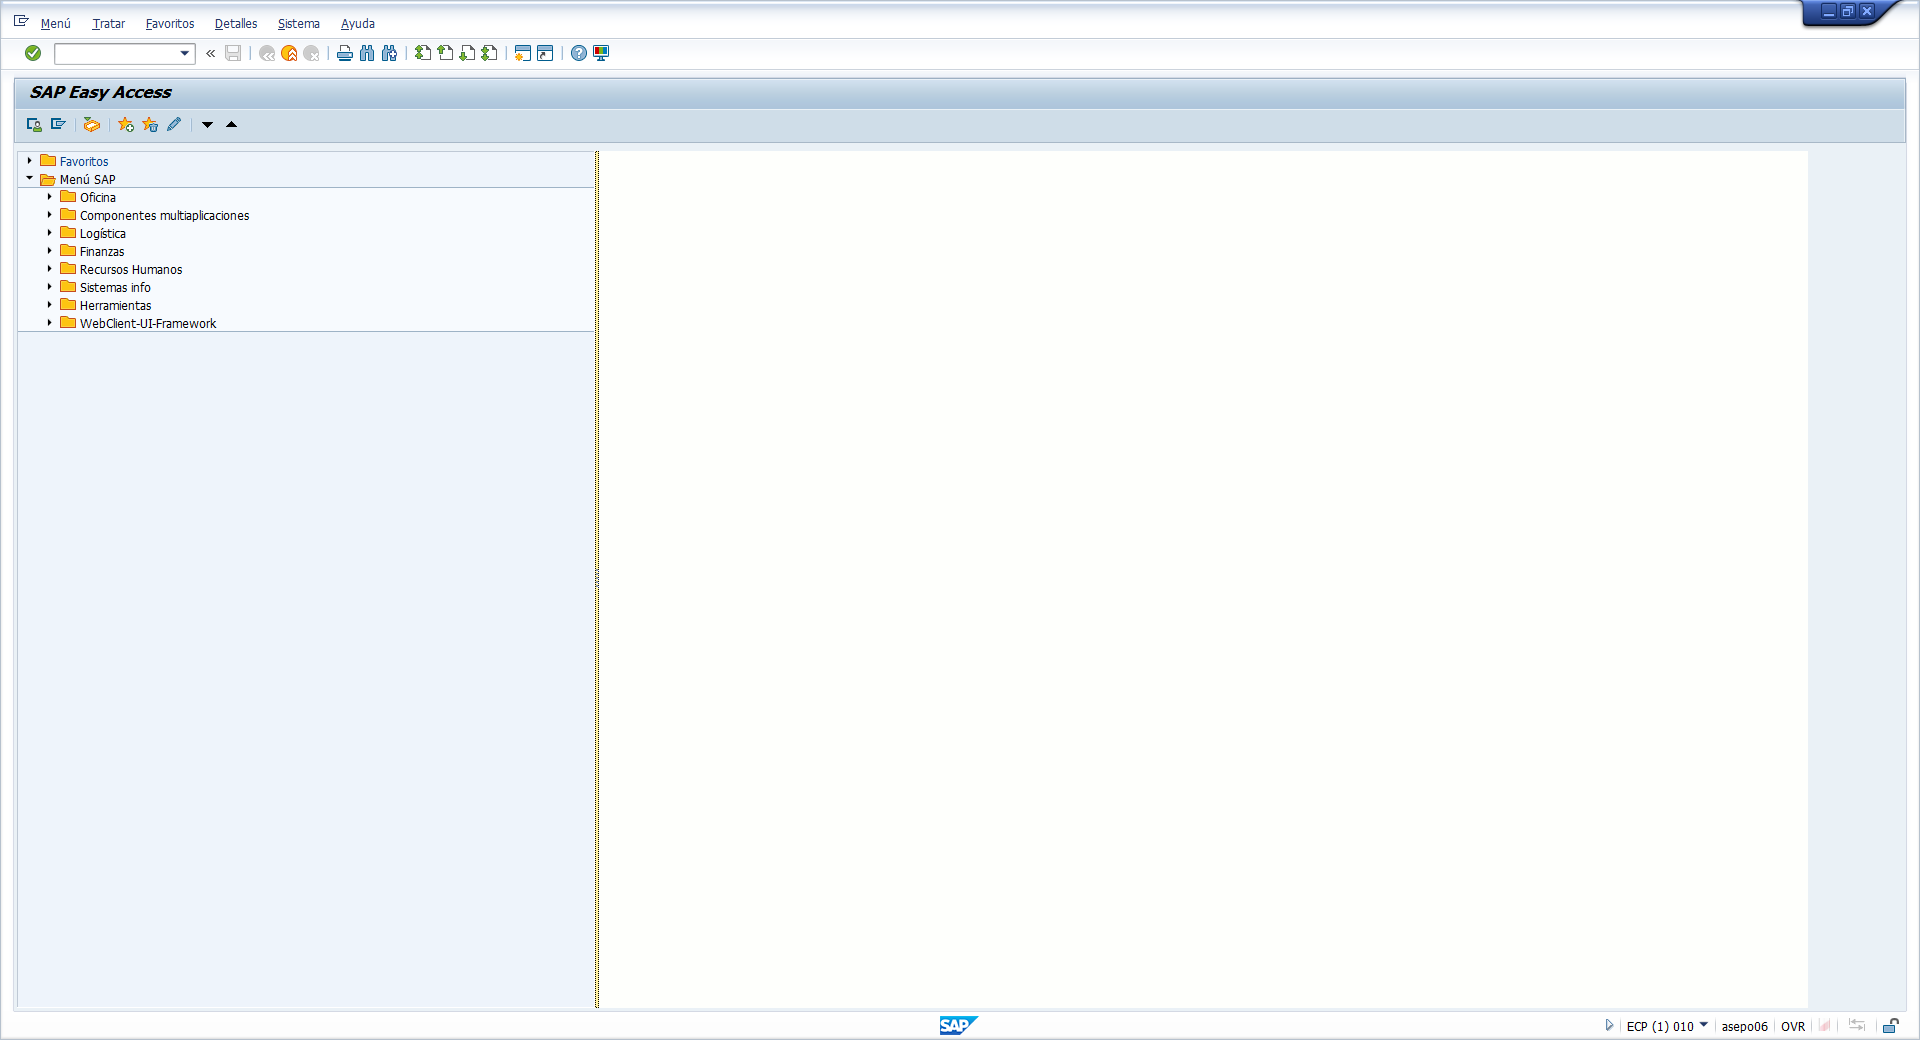 Menú Tratar Favoritos Detalles Sistema Ayuda
SAP Easy Access
Favoritos
Menú SAP
Oficina
Componentes multiaplicaciones
Logística
Finanzas
Recursos Humanos
Sistemas info
Herramientas
WebClient-UI-Framework
SAP
ECP (1) 010 asepo06 OVR